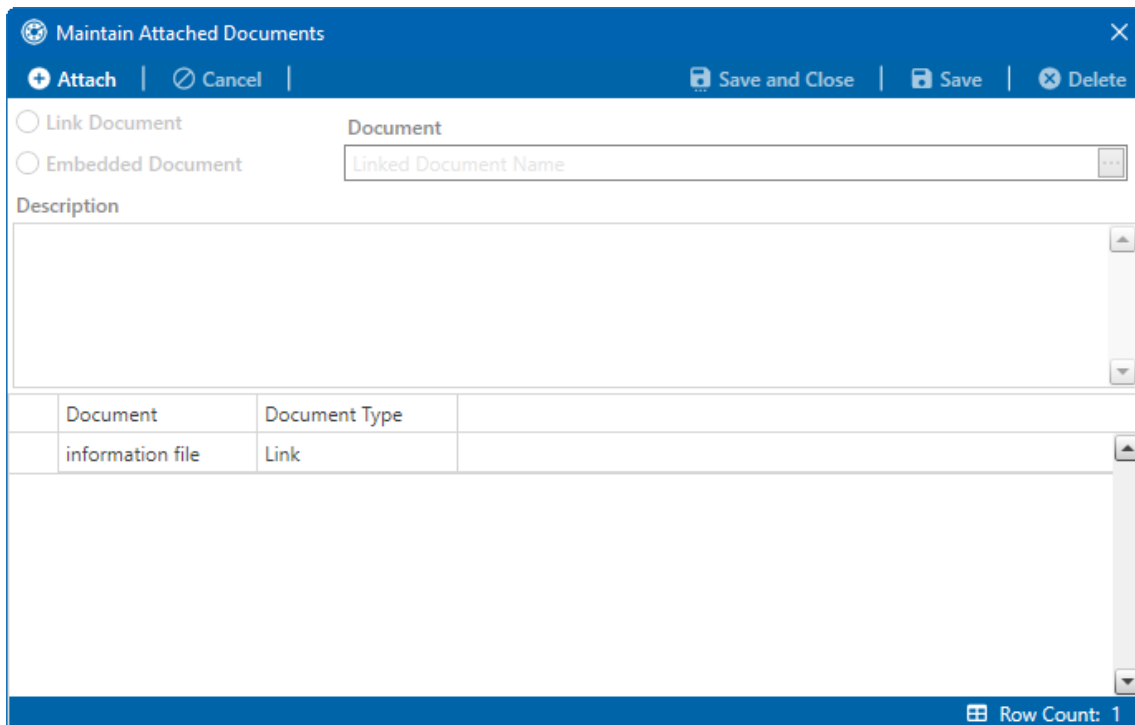 Maintain Attached Documents
Attach | Cancel | Save and Close | Save | Delete
Link Document
Document
Embedded Document
Linked Document Name
Description
Document Document Type
information file Link
Row Count: 1